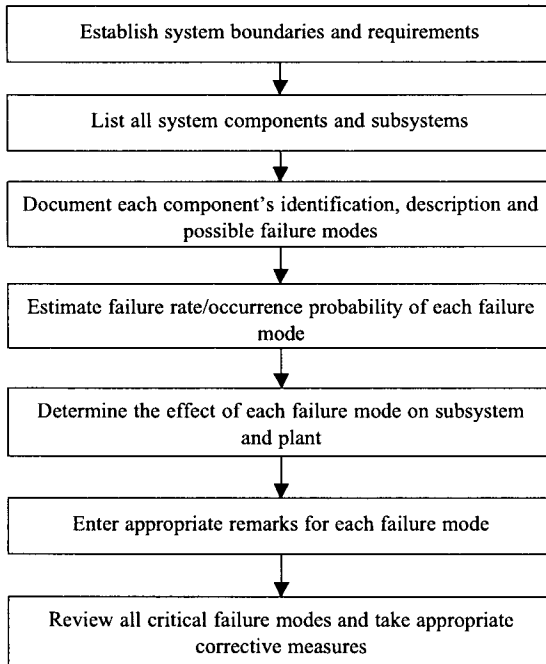 Establish system boundaries and requirements
List all system components and subsystems
Document each component's identification, description and
possible failure modes
Estimate failure rate/occurrence probability of each failure
mode
Determine the effect of each failure mode on subsystem
and plant
Enter appropriate remarks for each failure mode
Review all critical failure modes and take appropriate
corrective measures